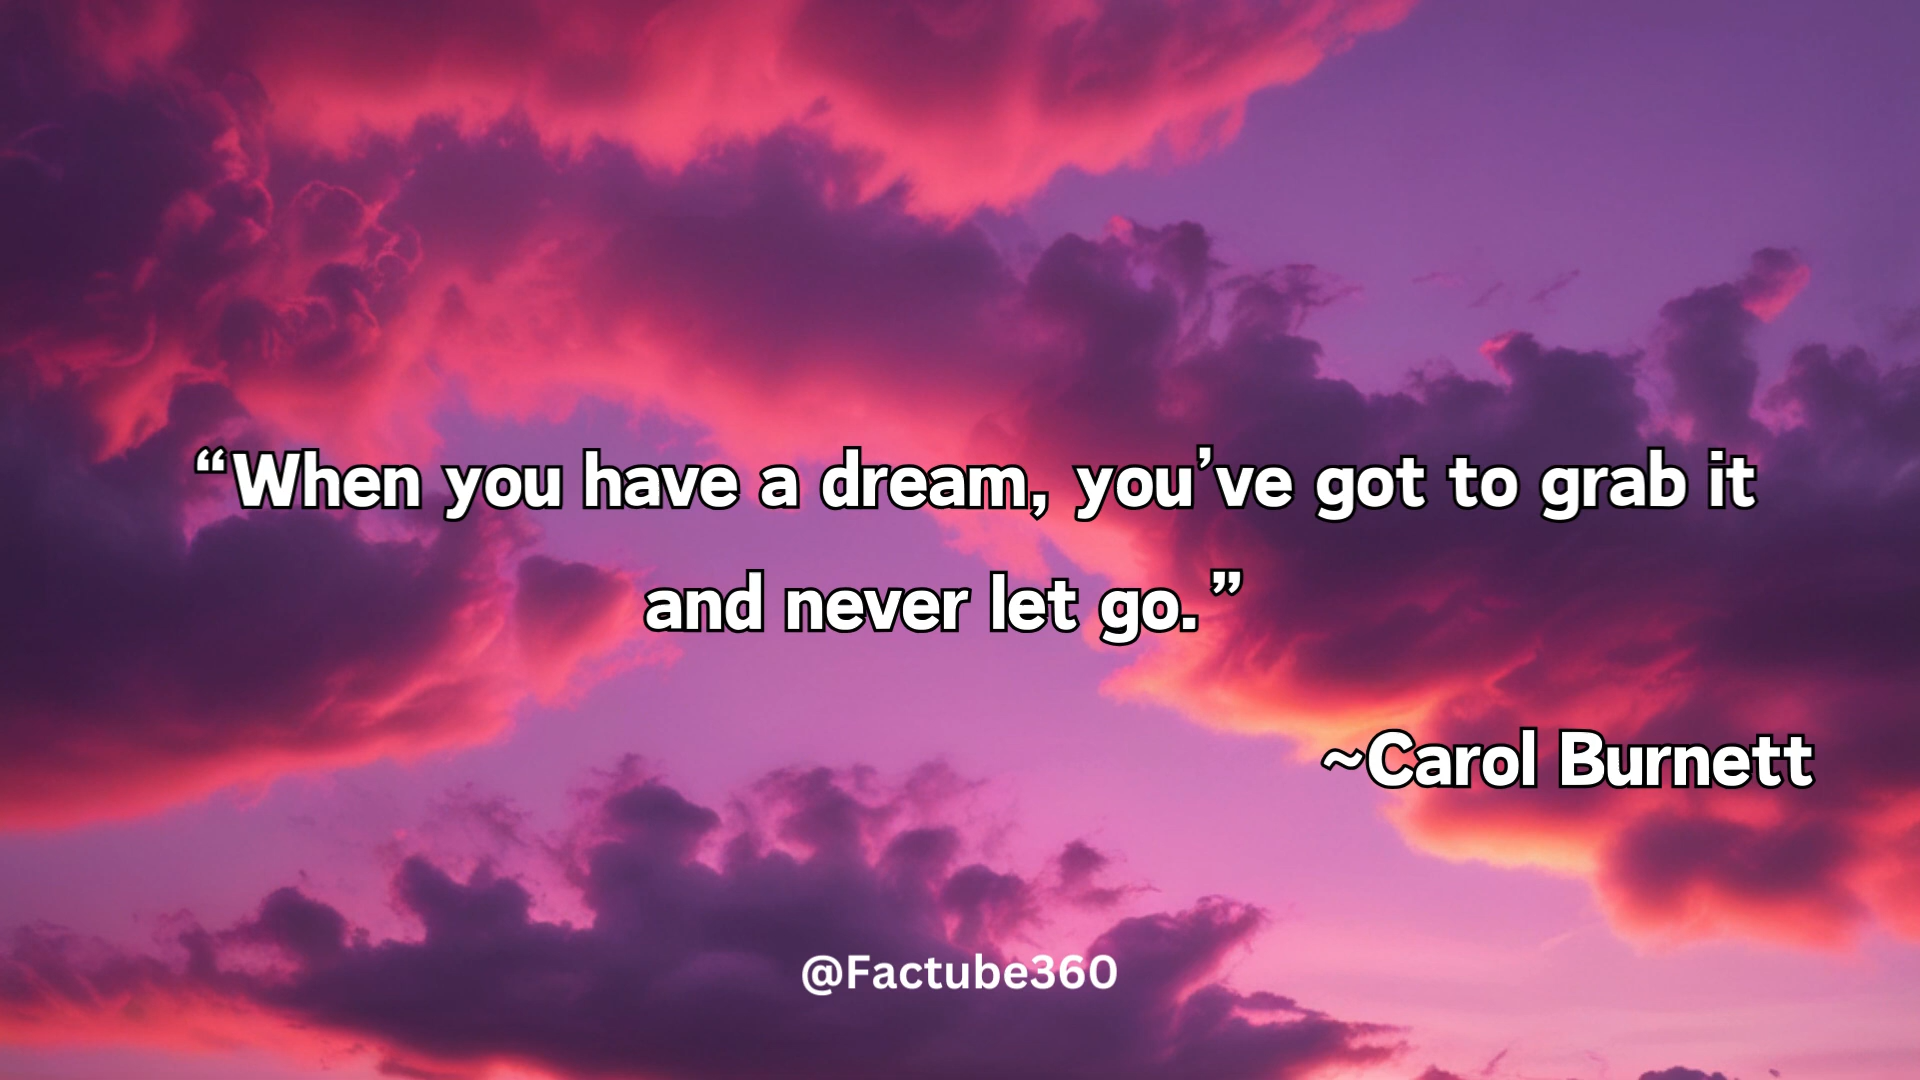 “When you have a dream, you’ve got to grab it
and never let go.”
~Carol Burnett
@Factube360